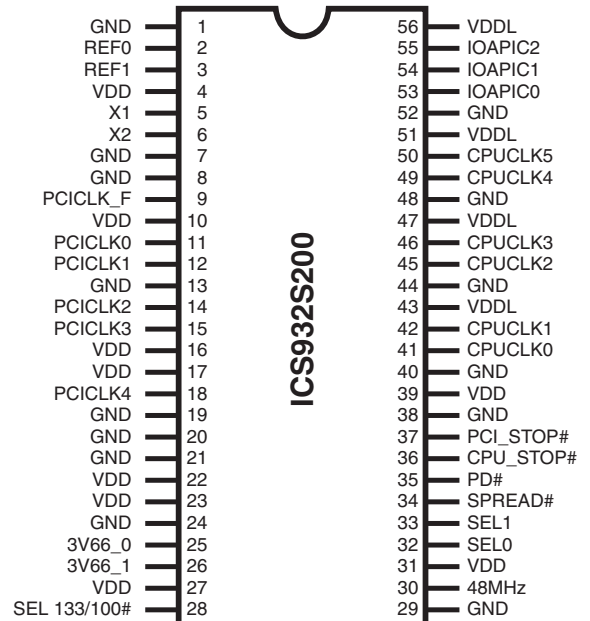 GND 1 56 VDDL
REF0 2 55 IOAPIC2
REF1 3 54 IOAPIC1
VDD 4 53 IOAPIC0
X1 5 52 GND
X2 6 51 VDDL
GND 7 50 CPUCLK5
GND 8 49 CPUCLK4
PCICLK_F 9 48 GND
VDD 10 47 VDDL
PCICLK0 11 46 CPUCLK3
PCICLK1 12 45 CPUCLK2
GND 13 44 GND
PCICLK2 14 43 VDDL
PCICLK3 15 42 CPUCLK1
VDD 16 41 CPUCLK0
VDD 17 40 GND
PCICLK4 18 39 VDD
GND 19 38 GND
GND 20 37 PCI_STOP#
GND 21 36 CPU_STOP#
VDD 22 35 PD#
VDD 23 34 SPREAD#
GND 24 33 SEL1
3V66_0 25 32 SEL0
3V66_1 26 31 VDD
VDD 27 30 48MHz
SEL 133/100# 28 29 GND
ICS932S200